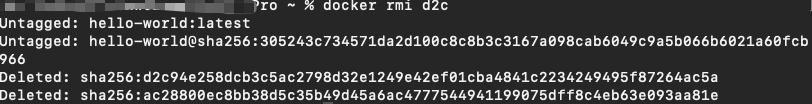 Pro ~ % docker rmi d2c
Untagged: hello-world:latest
Untagged: hello-world@sha256:305243c734571da2d100c8c8b3c3167a098cab6049c9a5b066b6021a60fcb
966
Deleted: sha256:d2c94e258dcb3c5ac2798d32e1249e42ef01cba4841c2234249495f87264ac5a
Deleted: sha256:ac28800ec8bb38d5c35b49d45a6ac4777544941199075dff8c4eb63e093aa81e